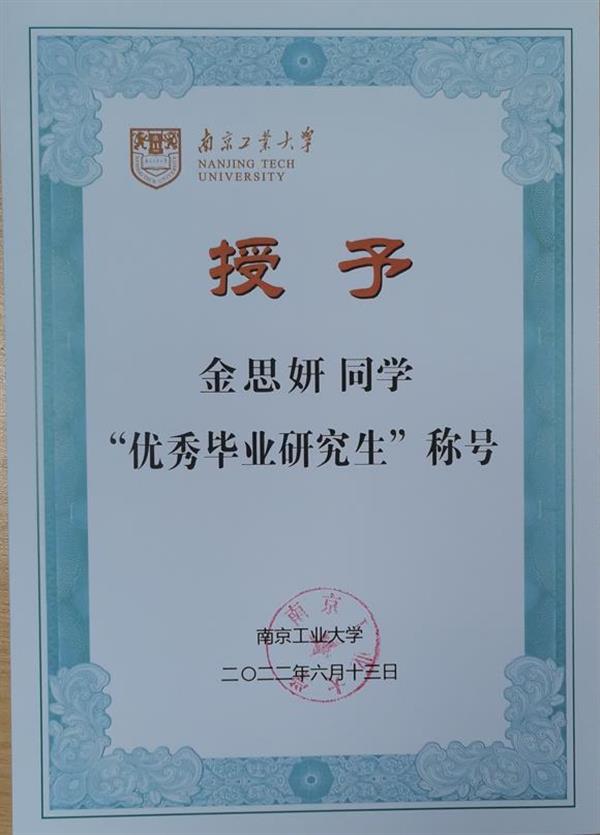 南京工业大学
NANJING TECH
UNIVERSITY
授予
金思妍 同学
“优秀毕业研究生”称号
南京工业大学
二〇二二年六月十三日